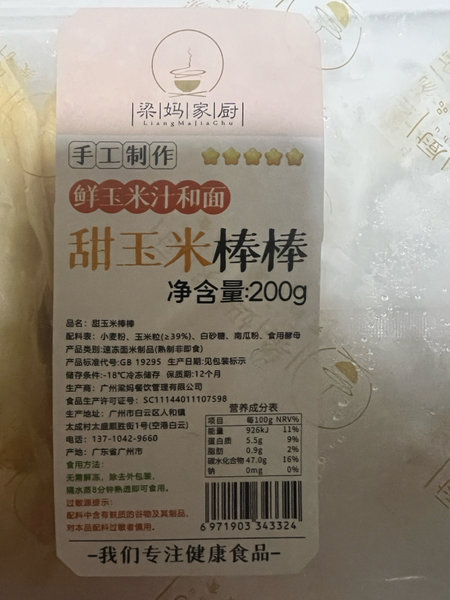 梁妈家厨
LiangMaJiaChu
手工制作
鲜玉米汁和面
甜玉米棒棒
净含量:200g
品名：甜玉米棒棒
配料表：小麦粉、玉米粒(≥39%)、白砂糖、南瓜粉、食用酵母
产品类别:速冻面米制品(熟制非即食)
产品标准代号:GB 19295 生产日期:见包装标示
储存条件:-18℃冷冻储存 保质期:12个月
生产商：广州梁妈餐饮管理有限公司
食品生产许可证号：SC11144011107598
生产地址：广州市白云区人和镇
太成村太盛顺胜街1号(空港白云)
电话：137-1042-9660
产地：广东省广州市
食用方法：
无需解冻，除去外包装，
隔水蒸8分钟熟透即可食用。
过敏源提示：
配料中含有麸质的谷物及其制品，
对本品配料过敏者慎用。
营养成分表
项目 每100g NRV%
能量 926kJ 11%
蛋白质 5.5g 9%
脂肪 0.9g 2%
碳水化合物 47.0g 16%
钠 0mg 0%
6 971903 343324
-我们专注健康食品-